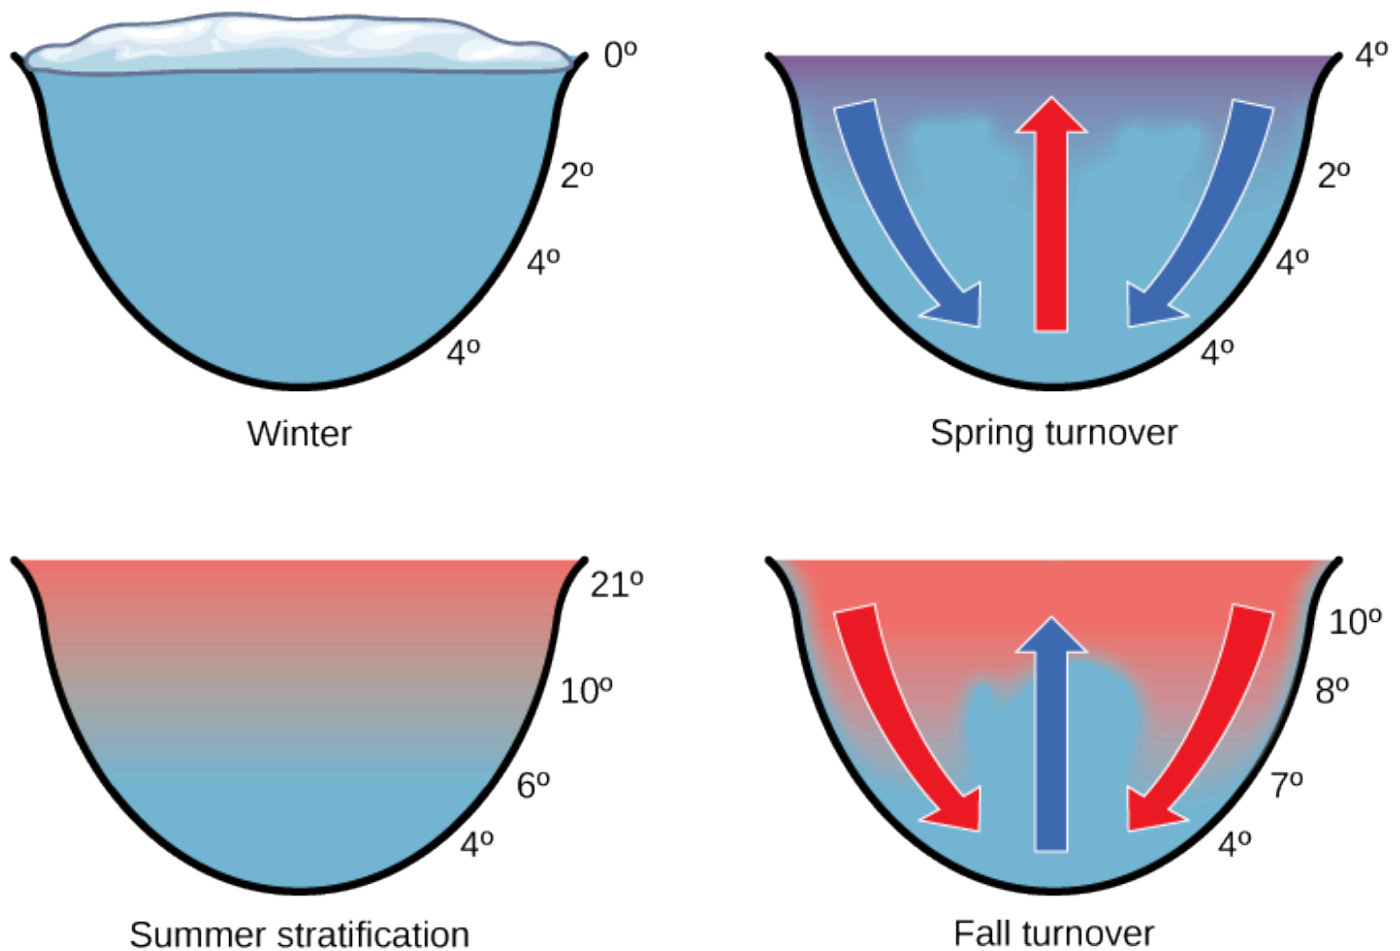 0º
2º
4º
4º
Winter
4º
2º
4º
4º
Spring turnover
21º
10º
6º
4º
Summer stratification
10º
8º
7º
4º
Fall turnover